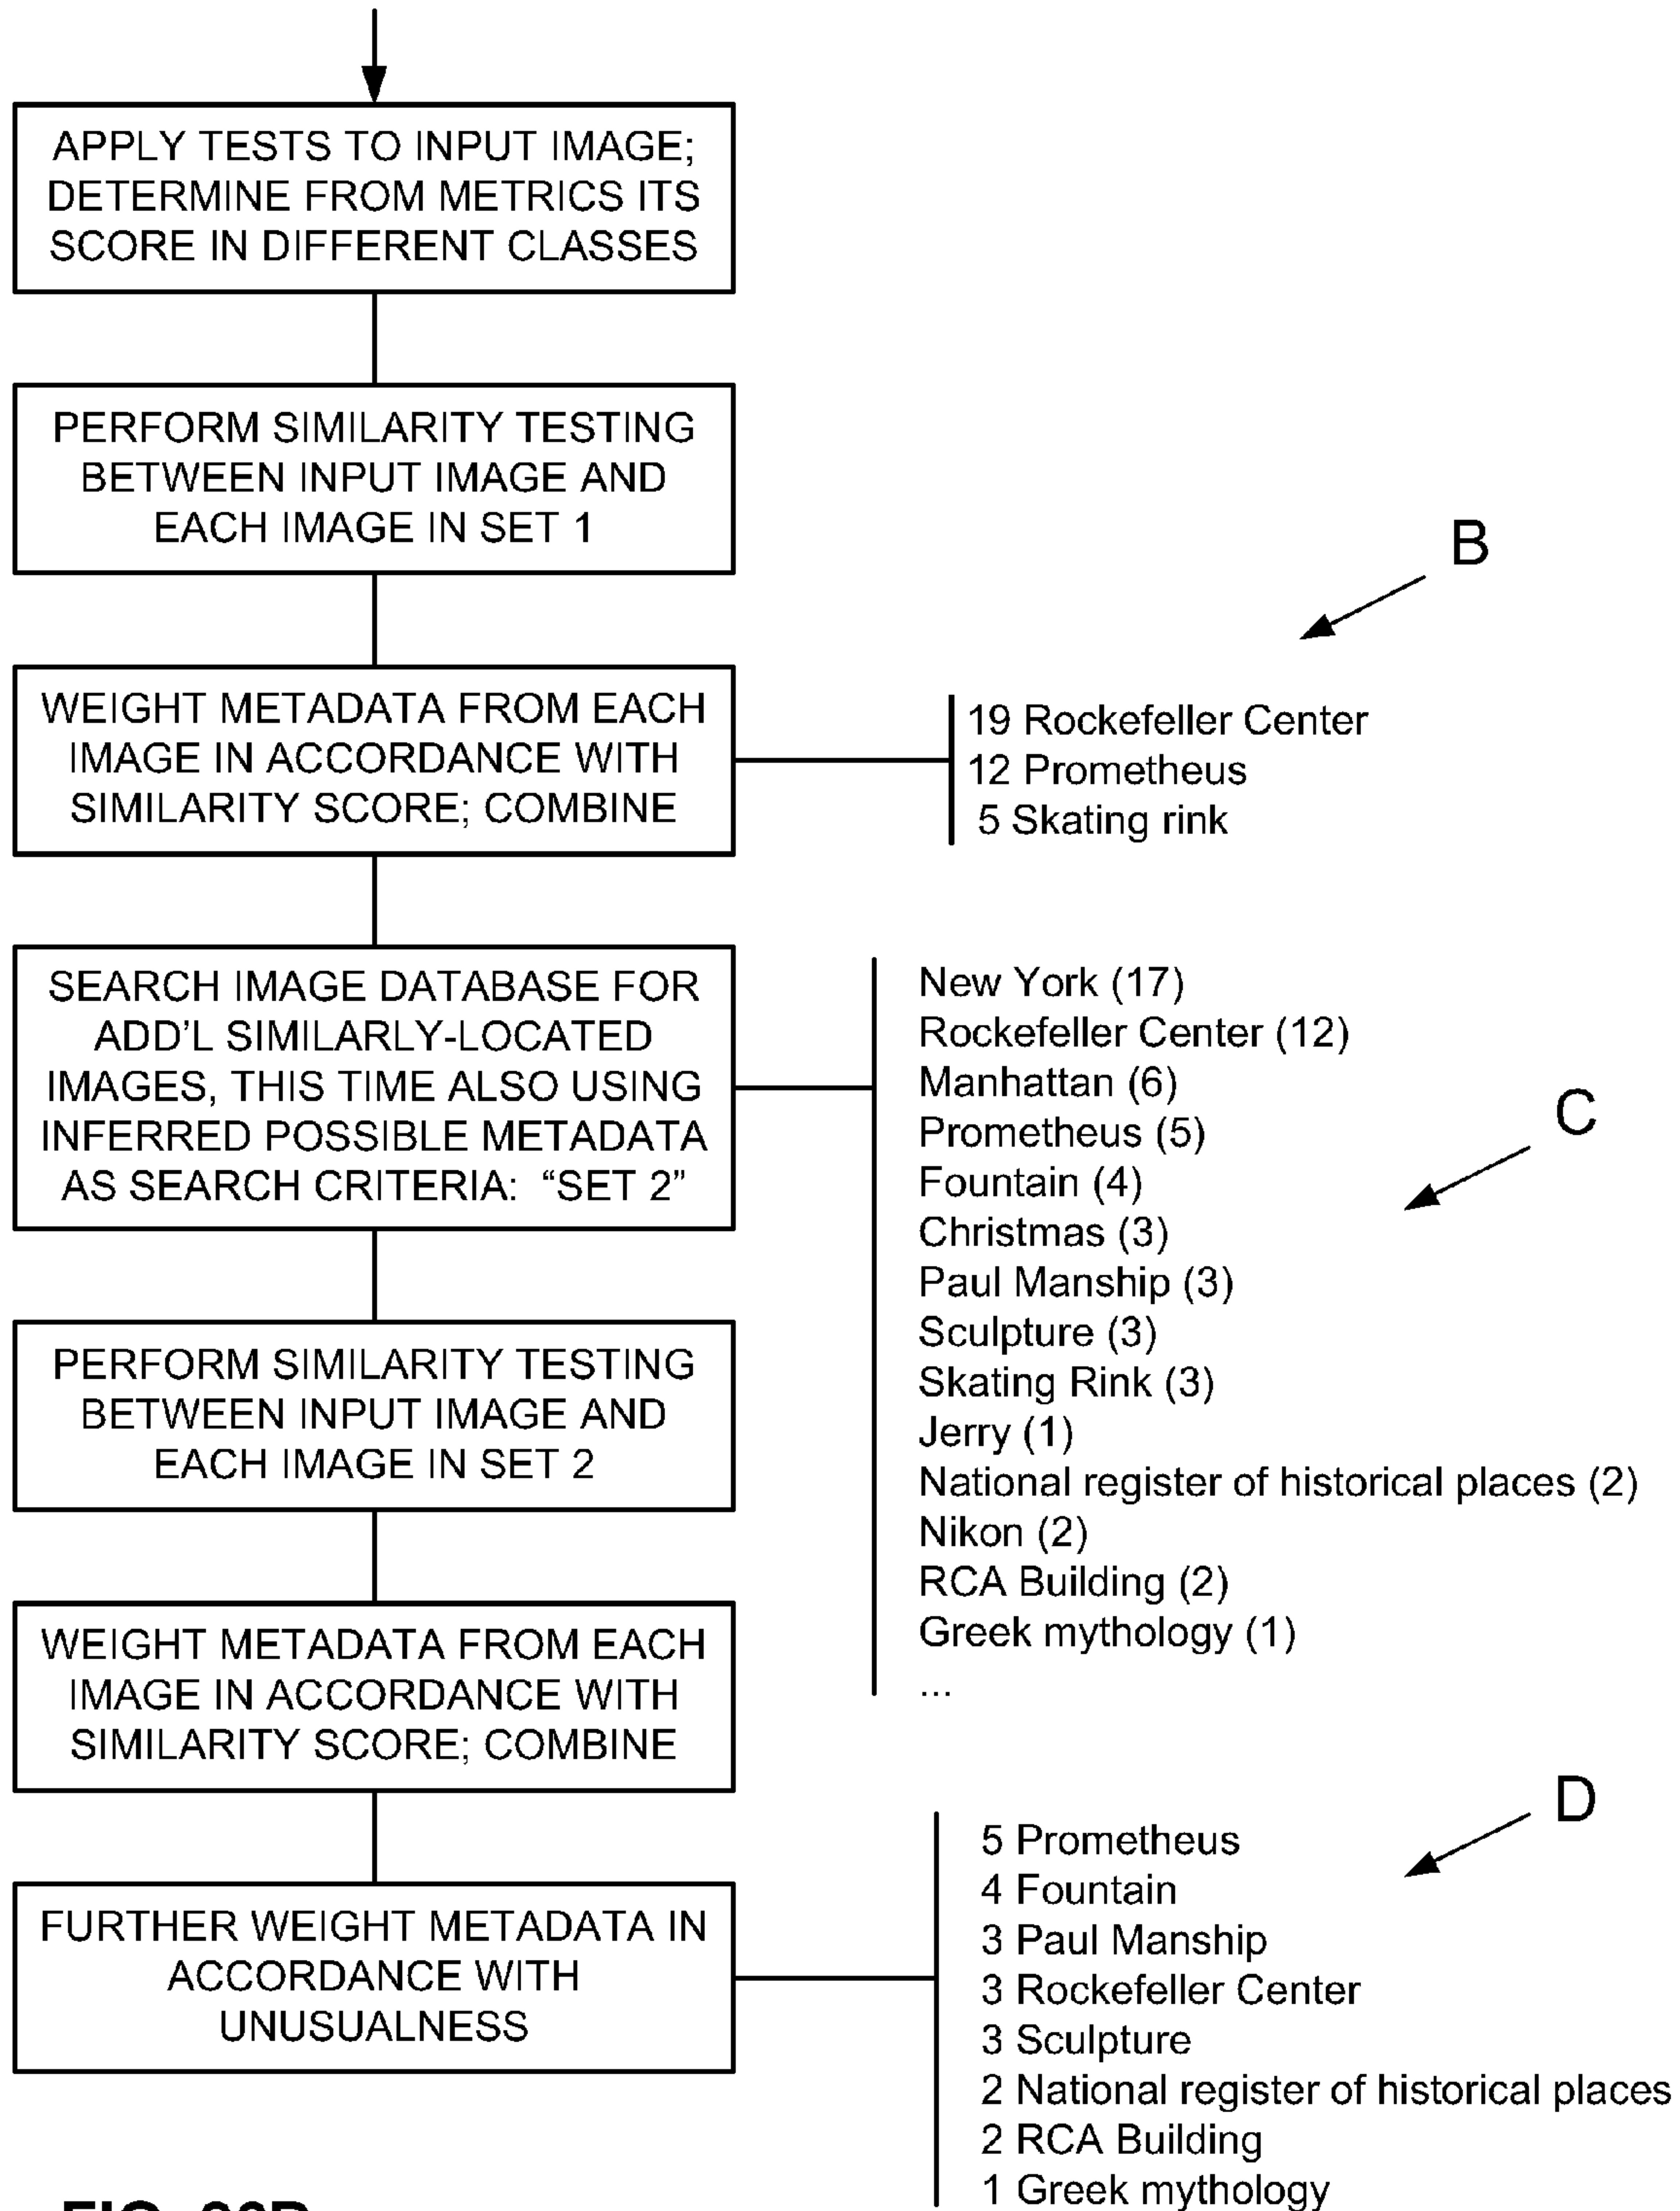 APPLY TESTS TO INPUT IMAGE;
DETERMINE FROM METRICS ITS
SCORE IN DIFFERENT CLASSES
PERFORM SIMILARITY TESTING
BETWEEN INPUT IMAGE AND
EACH IMAGE IN SET 1
B
WEIGHT METADATA FROM EACH
IMAGE IN ACCORDANCE WITH
SIMILARITY SCORE; COMBINE
19 Rockefeller Center
12 Prometheus
5 Skating rink
SEARCH IMAGE DATABASE FOR
ADD'L SIMILARLY-LOCATED
IMAGES, THIS TIME ALSO USING
INFERRED POSSIBLE METADATA
AS SEARCH CRITERIA: “SET 2”
New York (17)
Rockefeller Center (12)
Manhattan (6)
Prometheus (5)
Fountain (4)
Christmas (3)
Paul Manship (3)
Sculpture (3)
Skating Rink (3)
Jerry (1)
National register of historical places (2)
Nikon (2)
RCA Building (2)
Greek mythology (1)
...
C
PERFORM SIMILARITY TESTING
BETWEEN INPUT IMAGE AND
EACH IMAGE IN SET 2
WEIGHT METADATA FROM EACH
IMAGE IN ACCORDANCE WITH
SIMILARITY SCORE; COMBINE
D
FURTHER WEIGHT METADATA IN
ACCORDANCE WITH
UNUSUALNESS
5 Prometheus
4 Fountain
3 Paul Manship
3 Rockefeller Center
3 Sculpture
2 National register of historical places
2 RCA Building
1 Greek mythology
FIG.